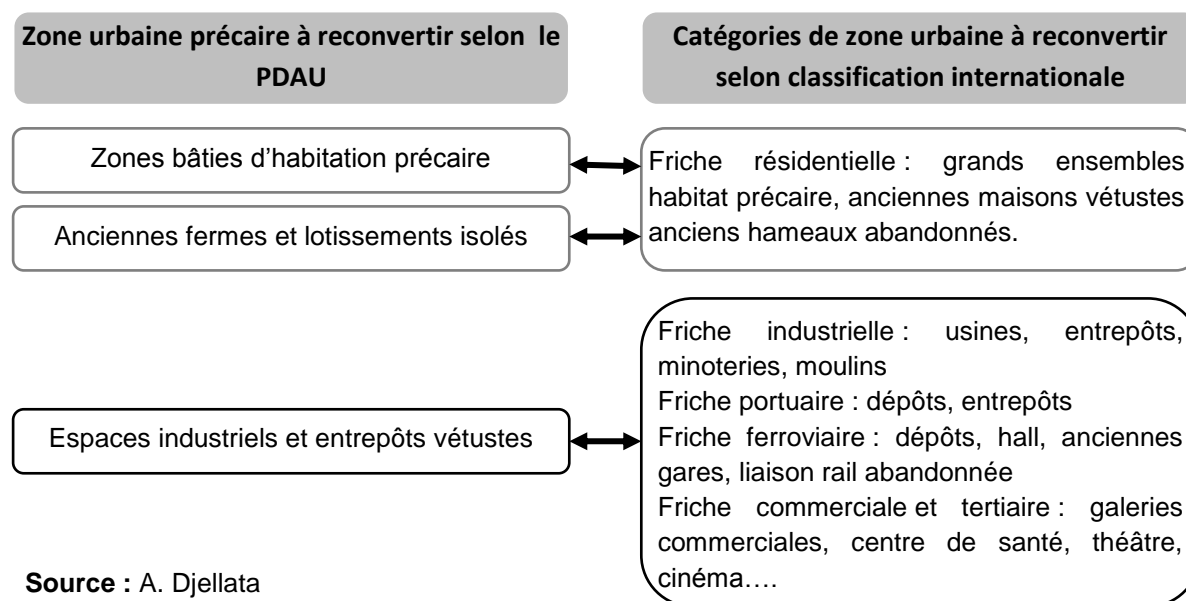 Zone urbaine précaire à reconvertir selon le
PDAU
Catégories de zone urbaine à reconvertir
selon classification internationale
Zones bâties d'habitation précaire
Anciennes fermes et lotissements isolés
Friche résidentielle : grands ensembles
habitat précaire, anciennes maisons vétustes
anciens hameaux abandonnés.
Espaces industriels et entrepôts vétustes
Friche industrielle : usines, entrepôts,
minoteries, moulins
Friche portuaire : dépôts, entrepôts
Friche ferroviaire : dépôts, hall, anciennes
gares, liaison rail abandonnée
Friche commerciale et tertiaire : galeries
commerciales, centre de santé, théâtre,
cinéma….
Source : A. Djellata